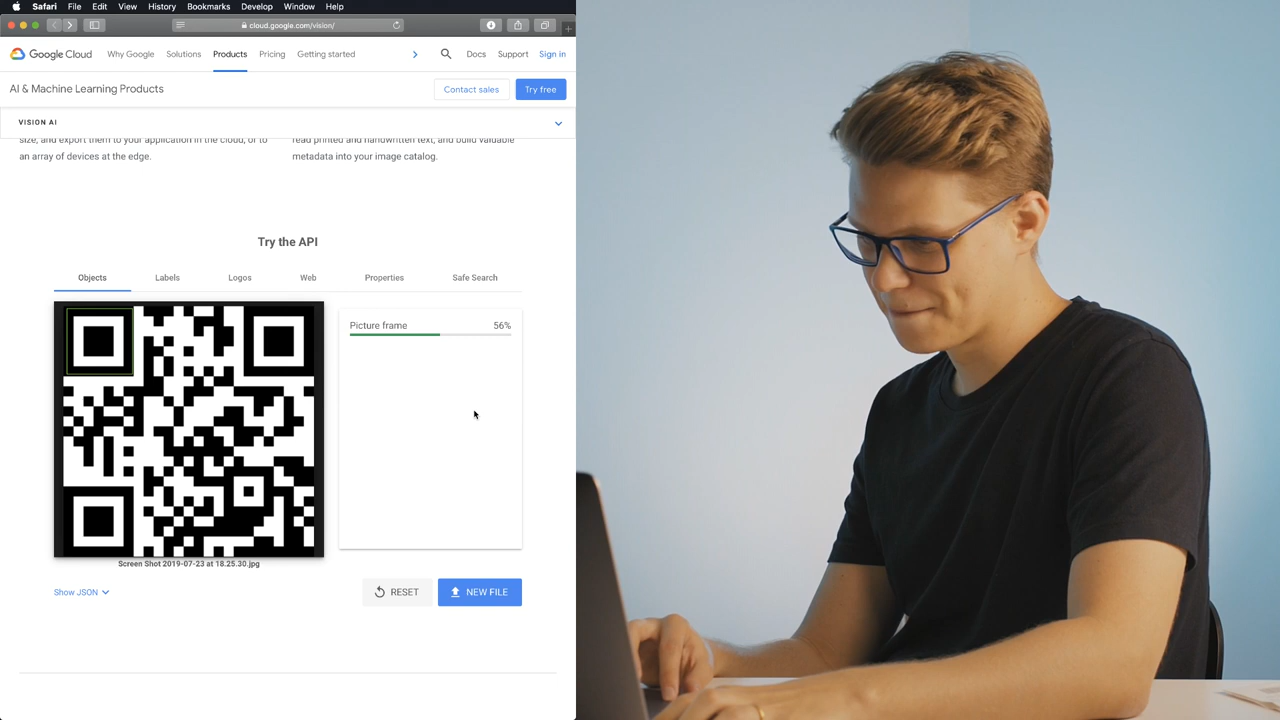 Safari File Edit View History Bookmarks Develop Window Help
cloud.google.com/vision/
Google Cloud Why Google Solutions Products Pricing Getting started Docs Support Sign in
AI & Machine Learning Products Contact sales Try free
VISION AI
size, and export them to your application in the cloud, or to
an array of devices at the edge.
read printed and handwritten text, and build valuable
metadata into your image catalog.
Try the API
Objects Labels Logos Web Properties Safe Search
Picture frame 56%
Screen Shot 2019-07-23 at 18.25.30.jpg
Show JSON RESET NEW FILE